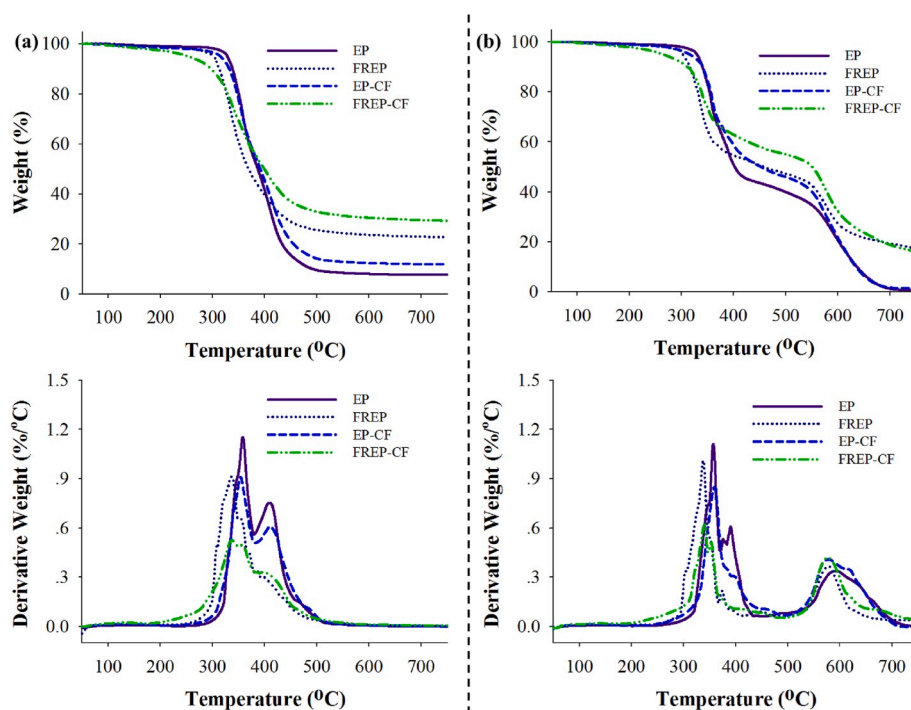 (a)
100
80
60
40
20
0
Weight (%)
EP
FREP
EP-CF
FREP-CF
100 200 300 400 500 600 700
Temperature (⁰C)
1.5
1.2
.9
.6
.3
0.0
Derivative Weight (%/⁰C)
EP
FREP
EP-CF
FREP-CF
100 200 300 400 500 600 700
Temperature (⁰C)
(b)
100
80
60
40
20
0
Weight (%)
EP
FREP
EP-CF
FREP-CF
100 200 300 400 500 600 700
Temperature (⁰C)
1.5
1.2
.9
.6
.3
0.0
Derivative Weight (%/⁰C)
EP
FREP
EP-CF
FREP-CF
100 200 300 400 500 600 700
Temperature (⁰C)